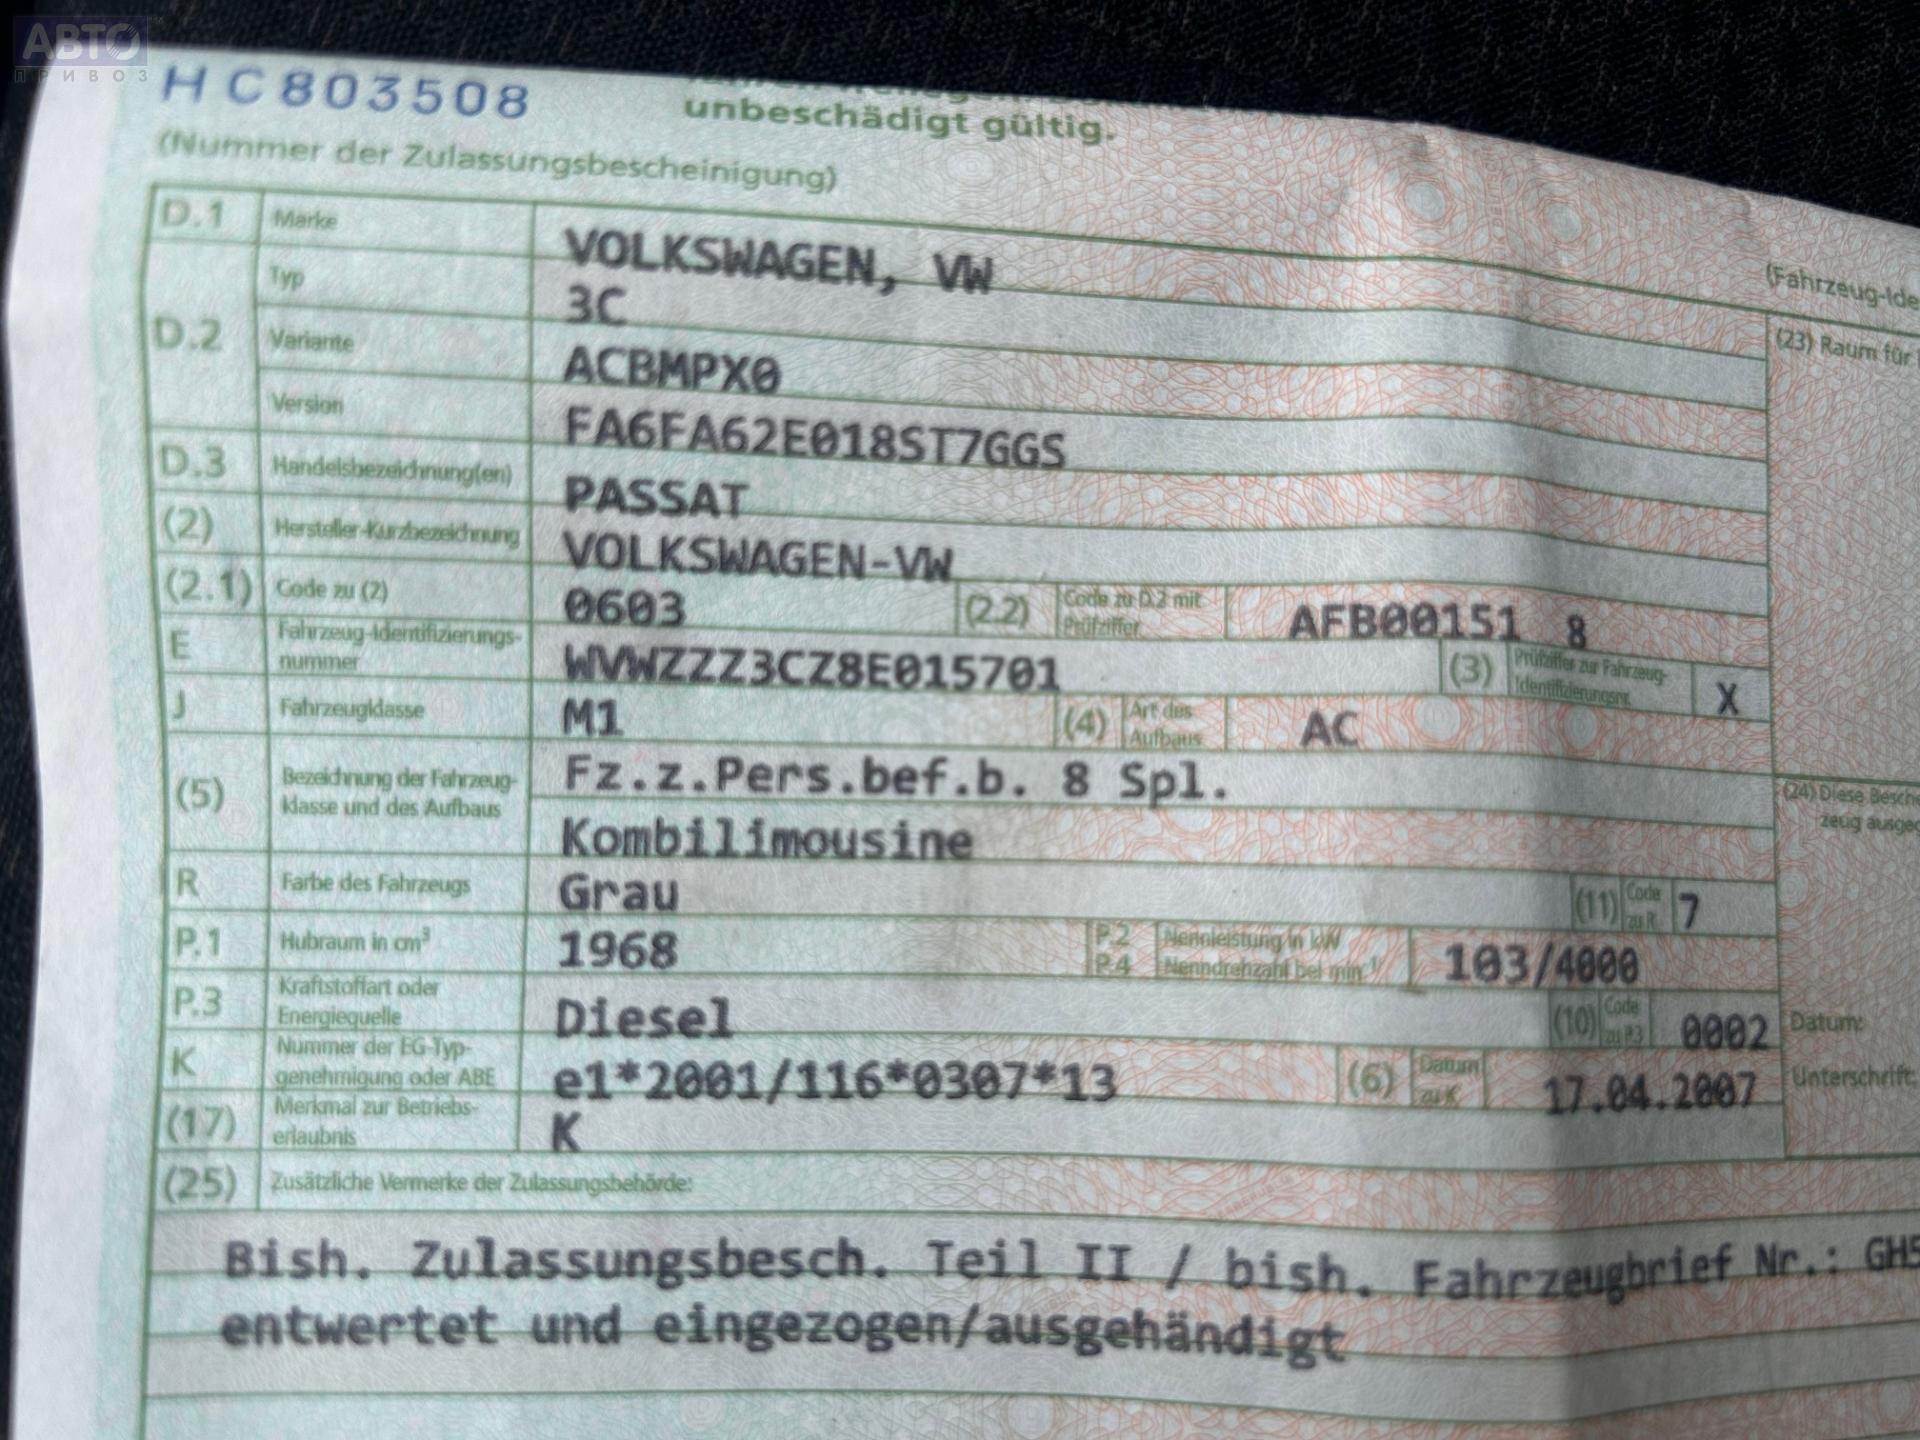 АВТО
ПРИВОЗ
HC803508
unbeschädigt gültig.
(Nummer der Zulassungsbescheinigung)
D.1 Marke VOLKSWAGEN, VW
(Fahrzeug-Ide
D.2 Typ 3C
(23) Raum für
Variante ACBMPX0
Version FA6FA62E018ST7GGS
D.3 Handelsbezeichnung(en) PASSAT
(2) Hersteller-Kurzbezeichnung VOLKSWAGEN-VW
(2.1) Code zu (2) 0603 (2.2) Code zu D.2 mit Prüfziffer AFB00151 8
E Fahrzeug-Identifizierungs-
nummer WVWZZZ3CZ8E015701 (3) Prüfziffer zur Fahrzeug-
Identifizierungsnr. X
J Fahrzeugklasse M1 (4) Art des Aufbaus AC
(5) Bezeichnung der Fahrzeug-
klasse und des Aufbaus
Fz.z.Pers.bef.b. 8 Spl.
Kombilimousine
(24) Diese Besche
zeug ausgeg
R Farbe des Fahrzeugs Grau (11) Code zu R 7
P.1 Hubraum in cm³ 1968 P.2 Nennleistung in kW
P.4 Nenndrehzahl bei min⁻¹ 103/4000
P.3 Kraftstoffart oder
Energiequelle Diesel (10) Code zu P.3 0002
Datum:
K Nummer der EG-Typ-
genehmigung oder ABE e1*2001/116*0307*13 (6) Datum zu K 17.04.2007
Unterschrift:
(17) Merkmal zur Betriebs-
erlaubnis K
(25) Zusätzliche Vermerke der Zulassungsbehörde:
Bish. Zulassungsbesch. Teil II / bish. Fahrzeugbrief Nr.: GH5
entwertet und eingezogen/ausgehändigt